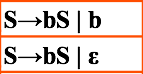 S→bS | b
S→bS | ε